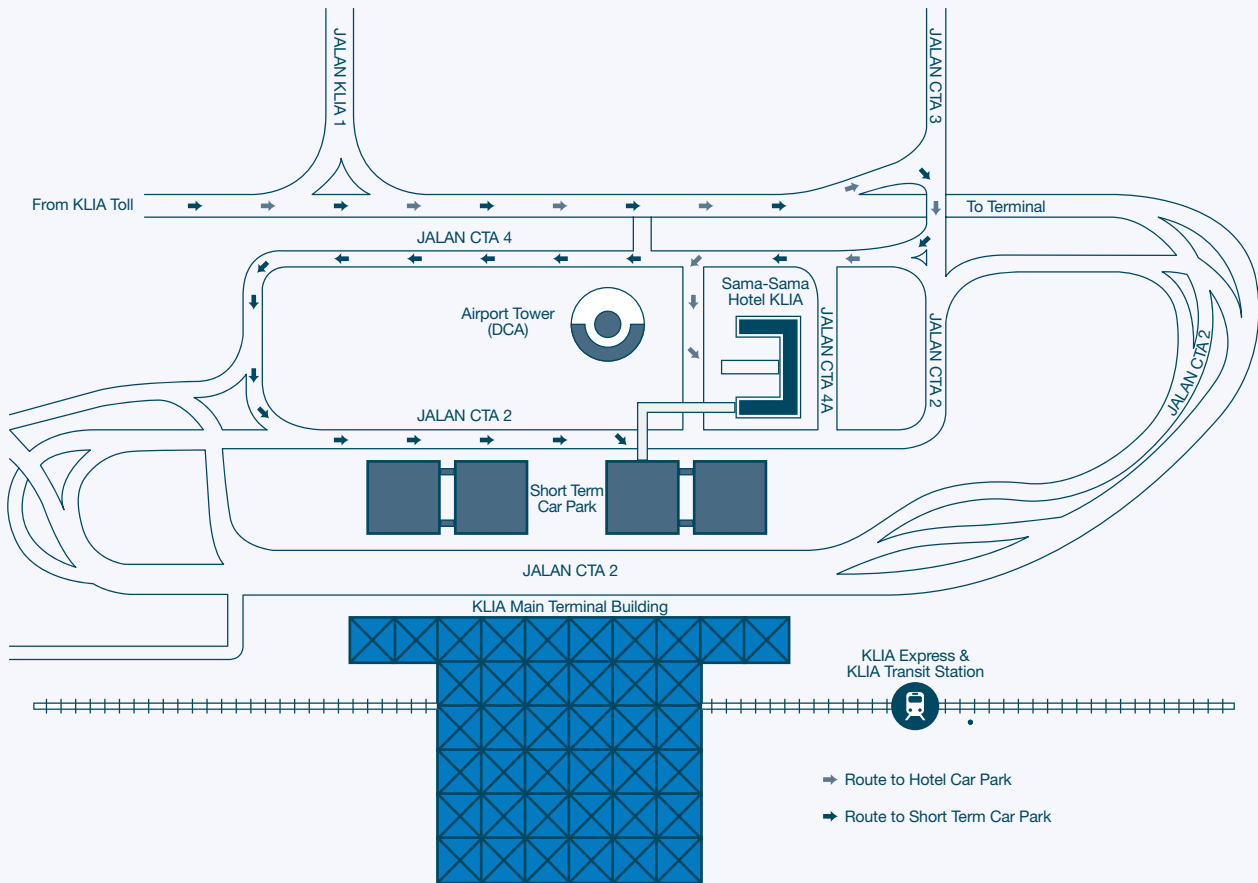 JALAN KLIA 1
JALAN CTA 3
From KLIA Toll
To Terminal
JALAN CTA 4
Sama-Sama
Hotel KLIA
Airport Tower
(DCA)
JALAN CTA 4A
JALAN CTA 2
JALAN CTA 2
JALAN CTA 2
Short Term
Car Park
JALAN CTA 2
KLIA Main Terminal Building
KLIA Express &
KLIA Transit Station
Route to Hotel Car Park
Route to Short Term Car Park